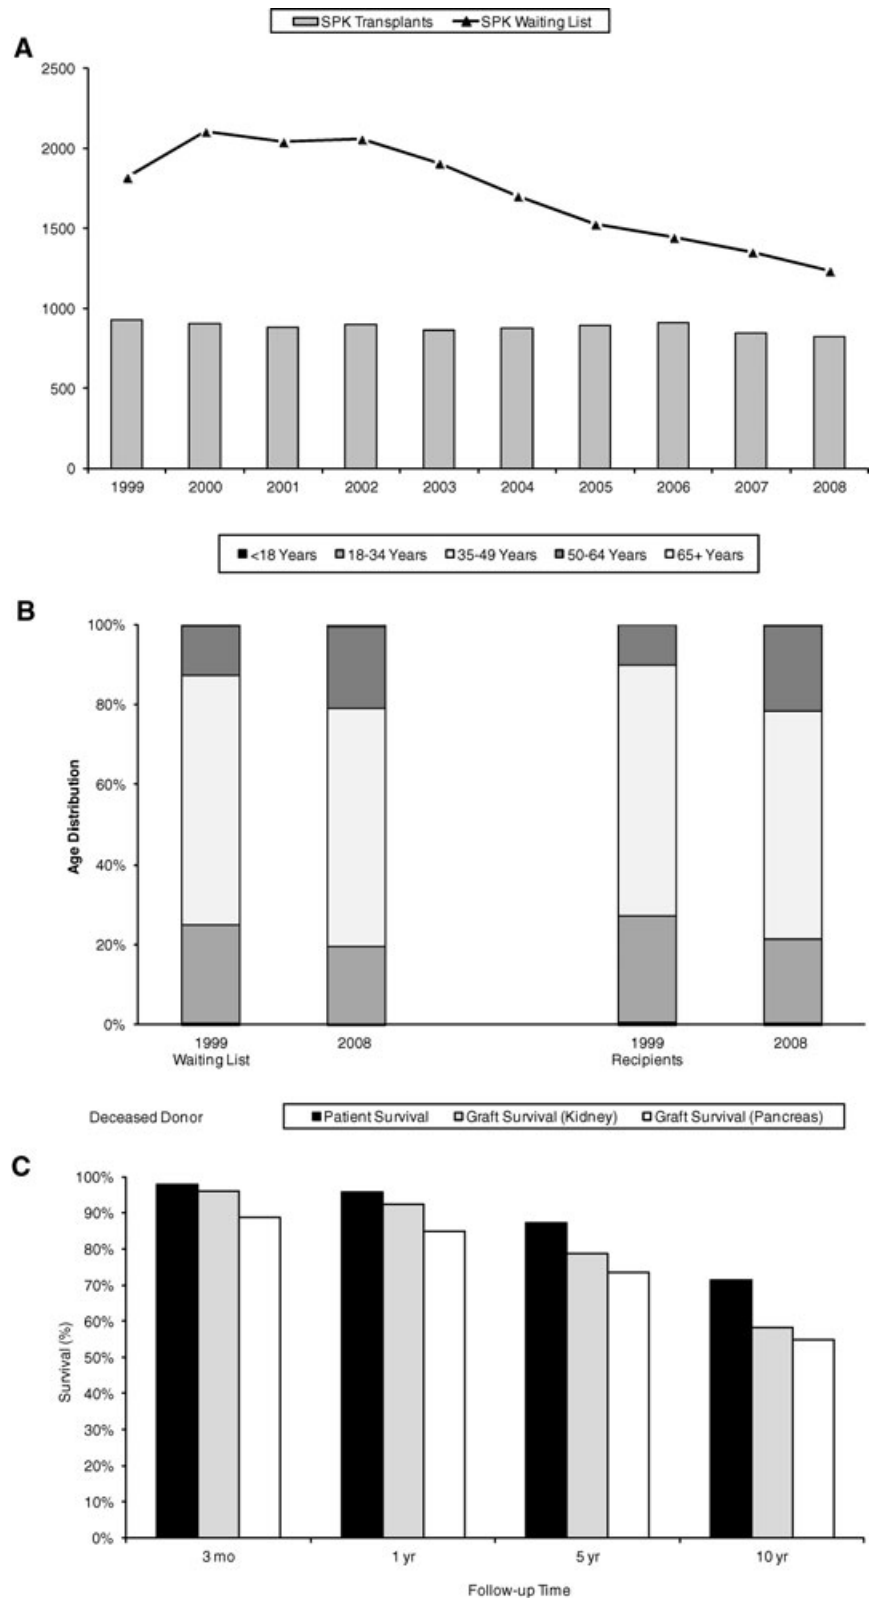 SPK Transplants SPK Waiting List
A
2500
2000
1500
1000
500
0
1999 2000 2001 2002 2003 2004 2005 2006 2007 2008
<18 Years 18-34 Years 35-49 Years 50-64 Years 65+ Years
B
100%
80%
60%
40%
20%
0%
Age Distribution
1999 2008 1999 2008
Waiting List Recipients
Deceased Donor Patient Survival Graft Survival (Kidney) Graft Survival (Pancreas)
C
100%
90%
80%
70%
60%
50%
40%
30%
20%
10%
0%
Survival (%)
3 mo 1 yr 5 yr 10 yr
Follow-up Time